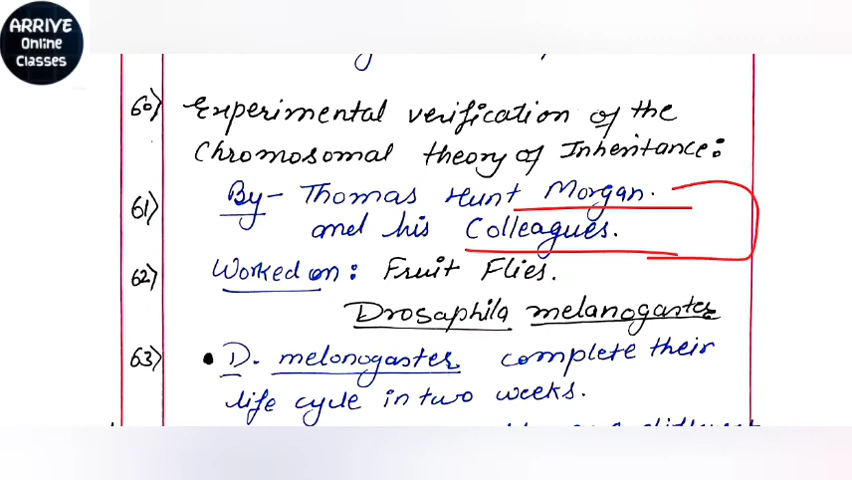 ARRIVE
Online
Classes
60) Experimental verification of the
Chromosomal theory of Inheritance:
61) By- Thomas Hunt Morgan.
and his Colleagues.
62) Worked on: Fruit Flies.
Drosaphila melanogaster
63) • D. melonogaster complete their
life cycle in two weeks.
different